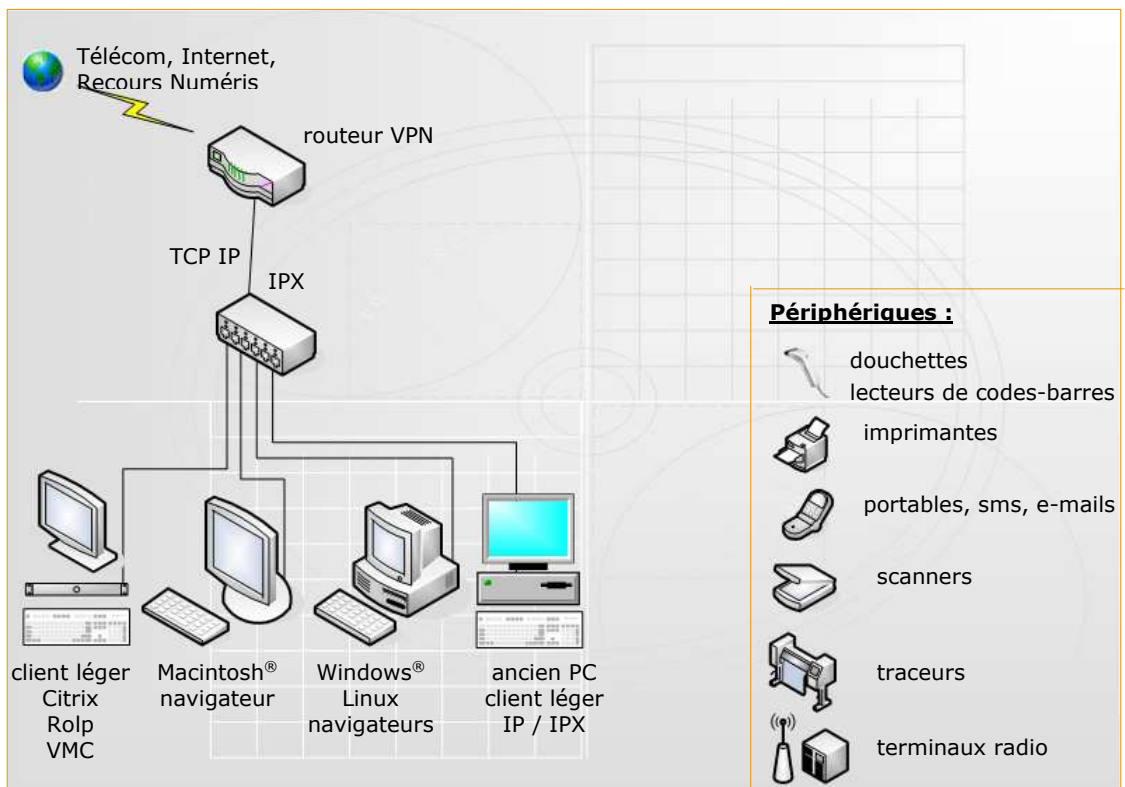 Télécom, Internet,
Recours Numéris
routeur VPN
TCP IP
IPX
Périphériques :
douchettes
lecteurs de codes-barres
imprimantes
portables, sms, e-mails
scanners
traceurs
terminaux radio
client léger
Citrix
Rolp
VMC
Macintosh®
navigateur
Windows®
Linux
navigateurs
ancien PC
client léger
IP / IPX